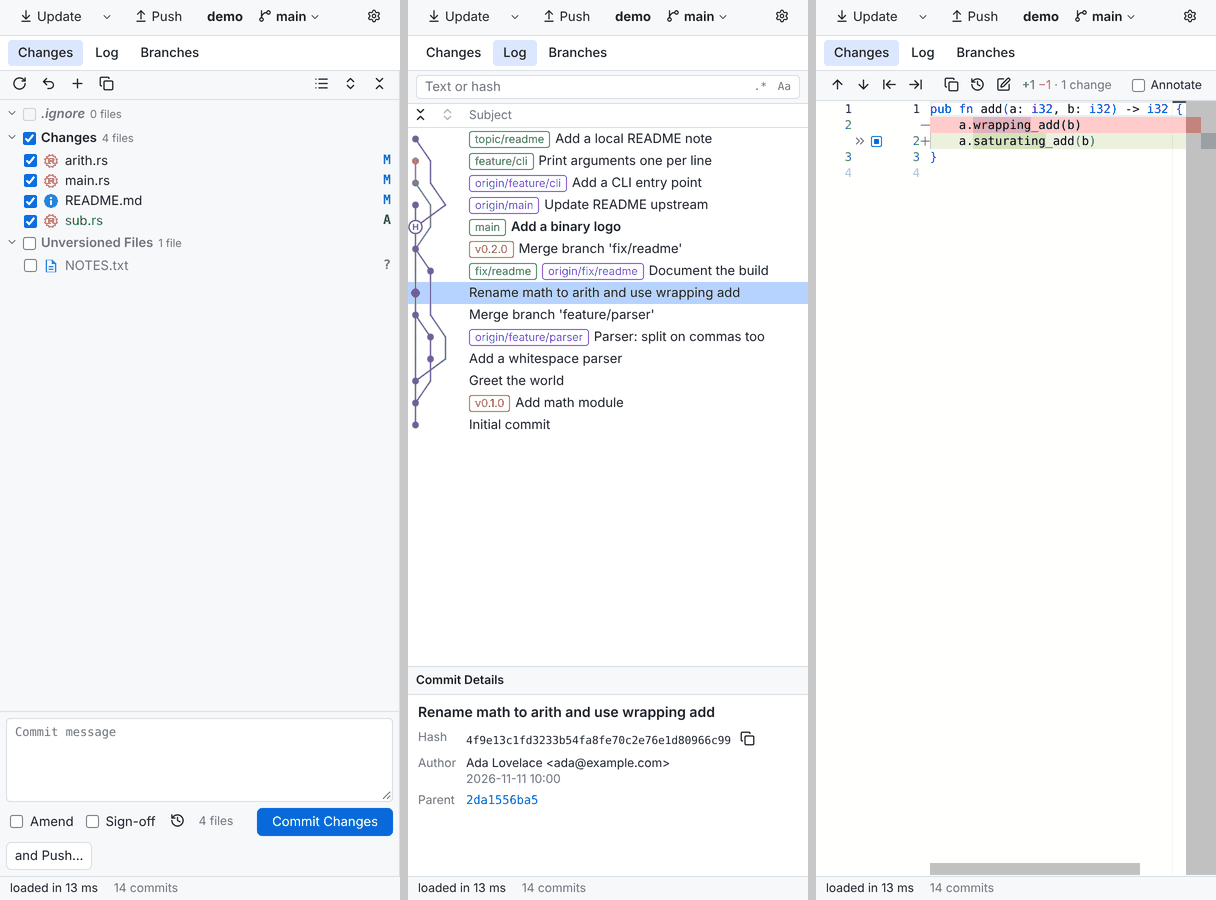 Update Push demo main
Changes Log Branches
.ignore 0 files
Changes 4 files
arith.rs M
main.rs M
README.md M
sub.rs A
Unversioned Files 1 file
NOTES.txt ?
Commit message
Amend Sign-off 4 files Commit Changes
and Push...
loaded in 13 ms 14 commits
Update Push demo main
Changes Log Branches
Text or hash .* Aa
Subject
topic/readme Add a local README note
feature/cli Print arguments one per line
origin/feature/cli Add a CLI entry point
origin/main Update README upstream
H main Add a binary logo
v0.2.0 Merge branch 'fix/readme'
fix/readme origin/fix/readme Document the build
Rename math to arith and use wrapping add
Merge branch 'feature/parser'
origin/feature/parser Parser: split on commas too
Add a whitespace parser
Greet the world
v0.1.0 Add math module
Initial commit
Commit Details
Rename math to arith and use wrapping add
Hash 4f9e13c1fd3233b54fa8fe70c2e76e1d80966c99
Author Ada Lovelace <ada@example.com>
2026-11-11 10:00
Parent 2da1556ba5
loaded in 13 ms 14 commits
Update Push demo main
Changes Log Branches
+1 −1 · 1 change Annotate
1 1 pub fn add(a: i32, b: i32) -> i32 {
2 — a.wrapping_add(b)
2+ a.saturating_add(b)
3 3 }
4 4
loaded in 13 ms 14 commits